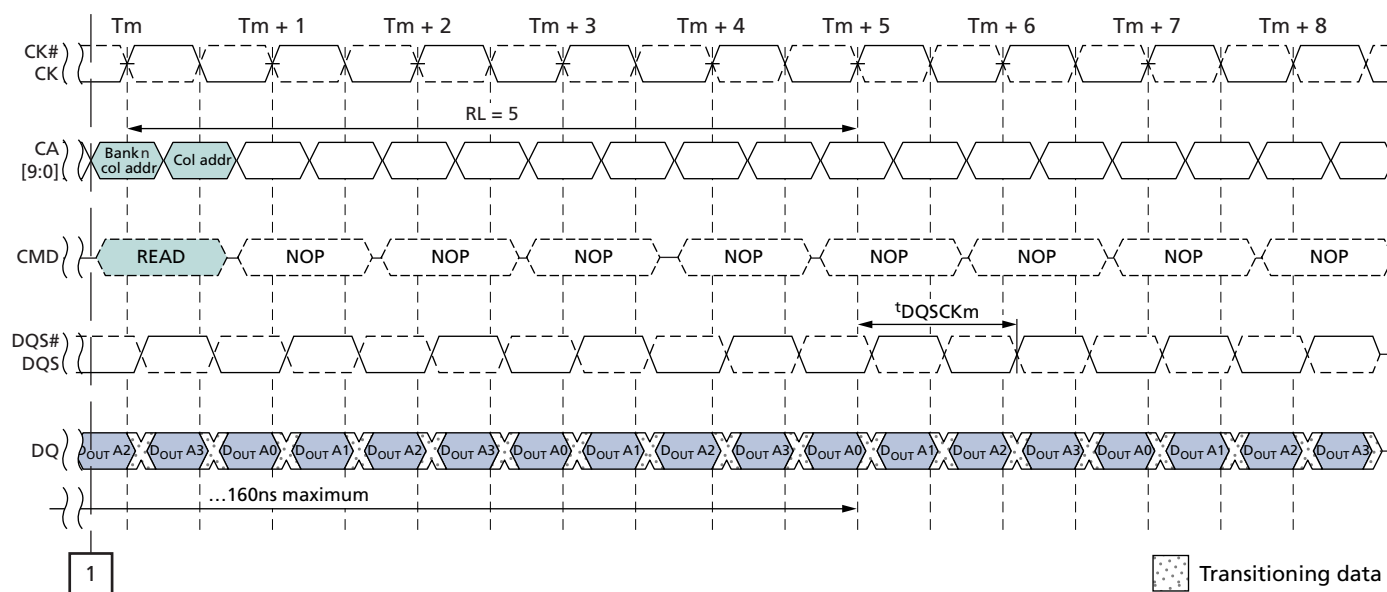 Tm Tm + 1 Tm + 2 Tm + 3 Tm + 4 Tm + 5 Tm + 6 Tm + 7 Tm + 8
CK#
CK
RL = 5
CA
[9:0]
Bank n
col addr
Col addr
CMD READ NOP NOP NOP NOP NOP NOP NOP NOP
tDQSCKm
DQS#
DQS
DQ DOUT A2 DOUT A3 DOUT A0 DOUT A1 DOUT A2 DOUT A3 DOUT A0 DOUT A1 DOUT A2 DOUT A3 DOUT A0 DOUT A1 DOUT A2 DOUT A3 DOUT A0 DOUT A1 DOUT A2 DOUT A3
…160ns maximum
1
Transitioning data